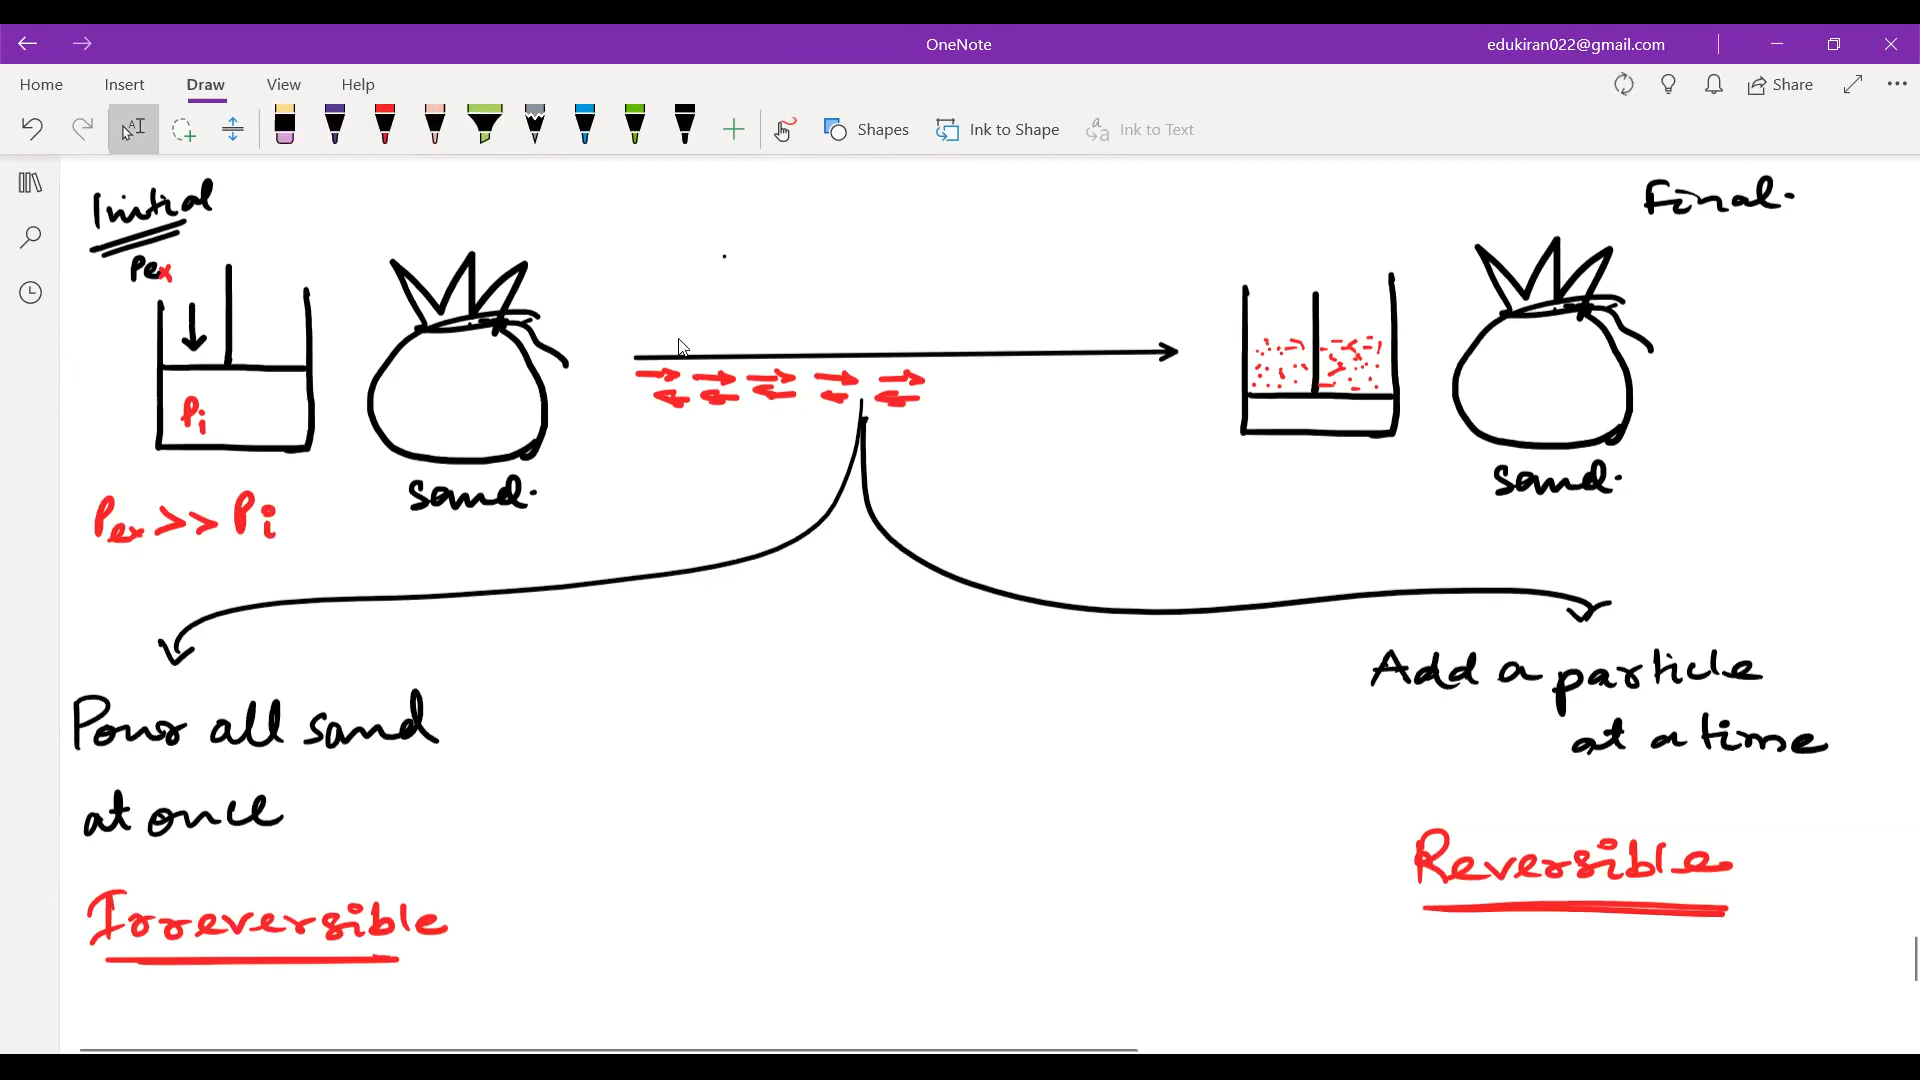 OneNote
edukiran022@gmail.com
Home Insert Draw View Help
Share
Shapes Ink to Shape Ink to Text
Initial
Final.
Pex
Pi
sand.
sand.
Pex >> Pi
Pour all sand
at once
Irreversible
Add a particle
at a time
Reversible